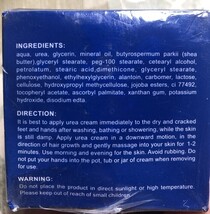 INGREDIENTS:
aqua, urea, glycerin, mineral oil, butyrospermum parkii (shea
butter),glyceryl stearate, peg-100 stearate, cetearyl alcohol,
petrolatum, stearic acid,dimethicone, glyceryl stearate,
phenoxyethanol, ethylhexylglycerin, alantoin, carbomer, lactose,
cellulose, hydroxypropyl methylcellulose, jojoba esters, ci 77492,
tocopheryl acetate, ascorbyl palmitate, xanthan gum, potassium
hydroxide, disodium edta.
DURATION:
It is best to apply urea cream immediately to the dry and cracked
feet and hands after washing, bathing or showering, while the skin
is still damp. Apply urea cream in a downward motion, in the
direction of hair growth and gently massage into your skin for 1-2
minutes. Use morning and evening for the skin. Avoid rubbing. Do
not put your hands into the pot, tub or jar of cream when removing
for use.
WARNING:
Do not place the product in direct sunlight or high temperature.
Please keep out of reach of small children.